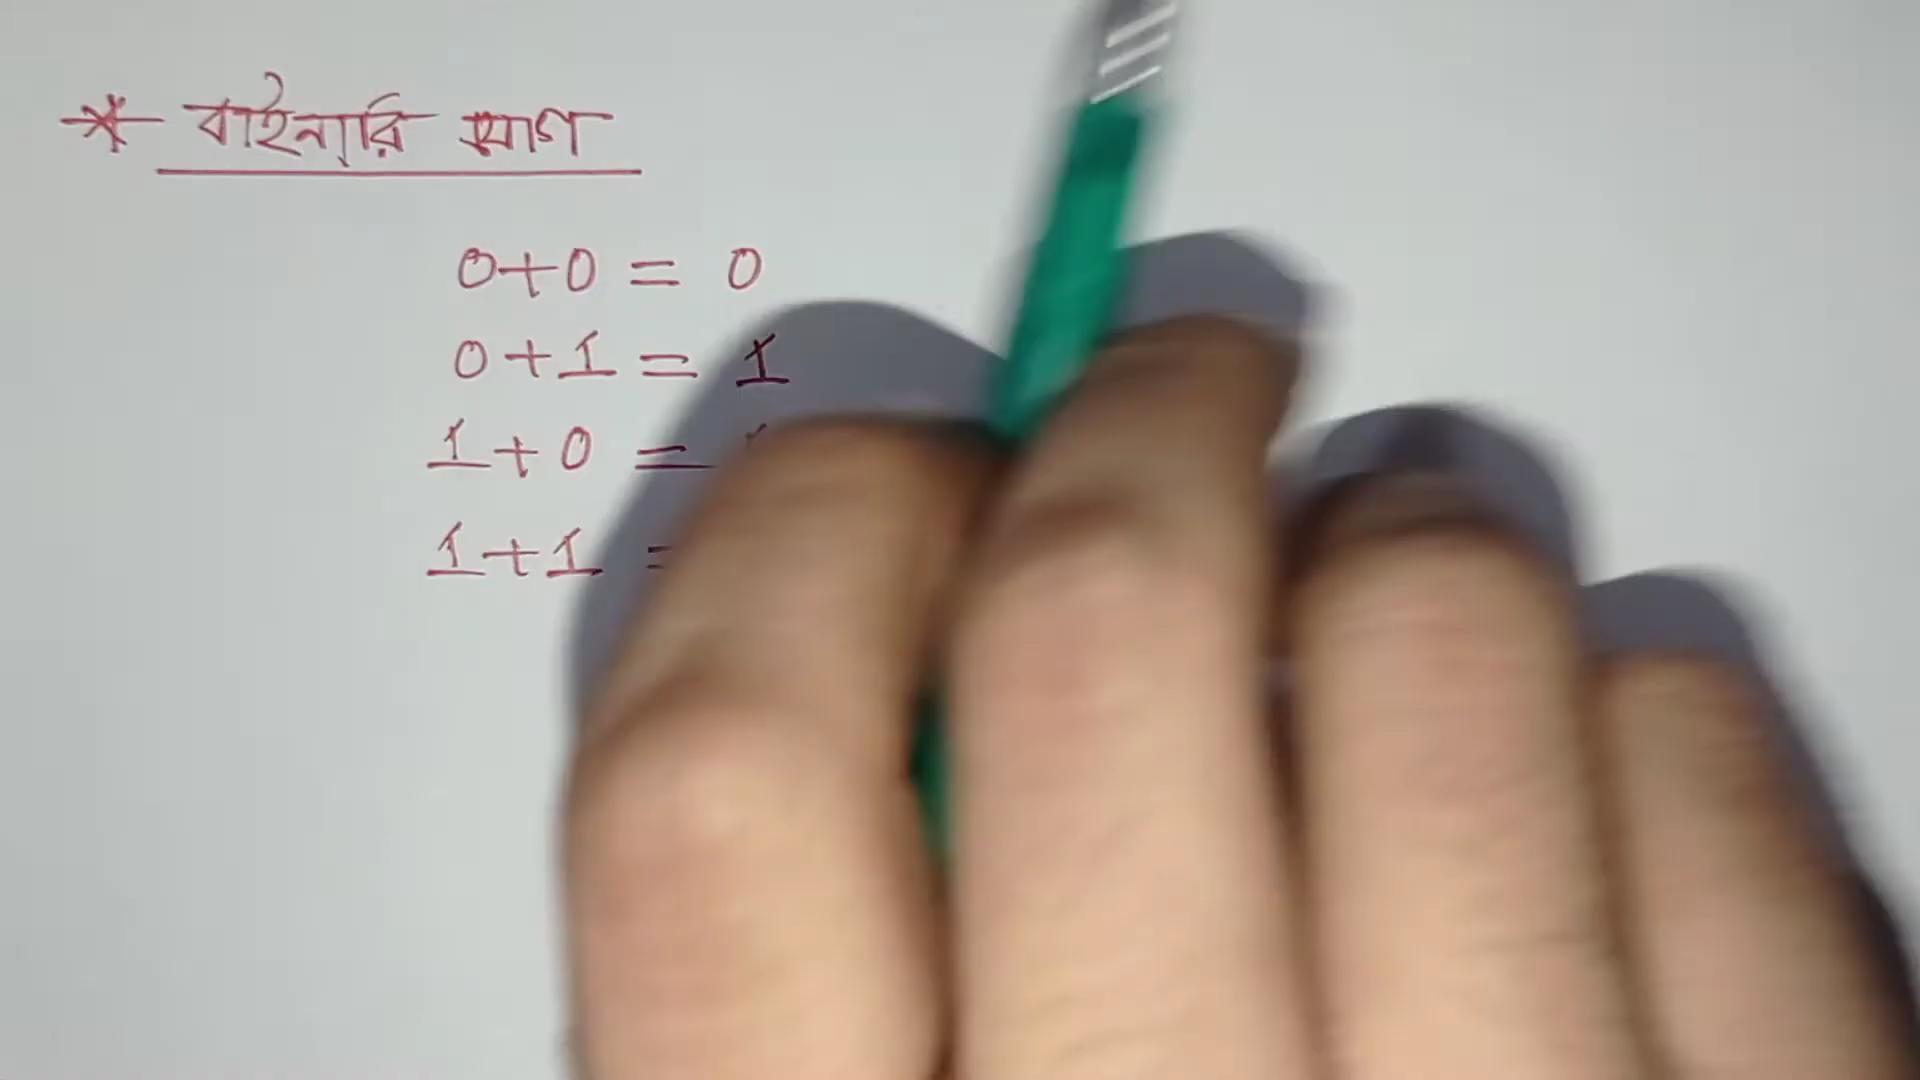 * বাইনারি যোগ
0+0 = 0
0+1 = 1
1+0 =
1+1 =